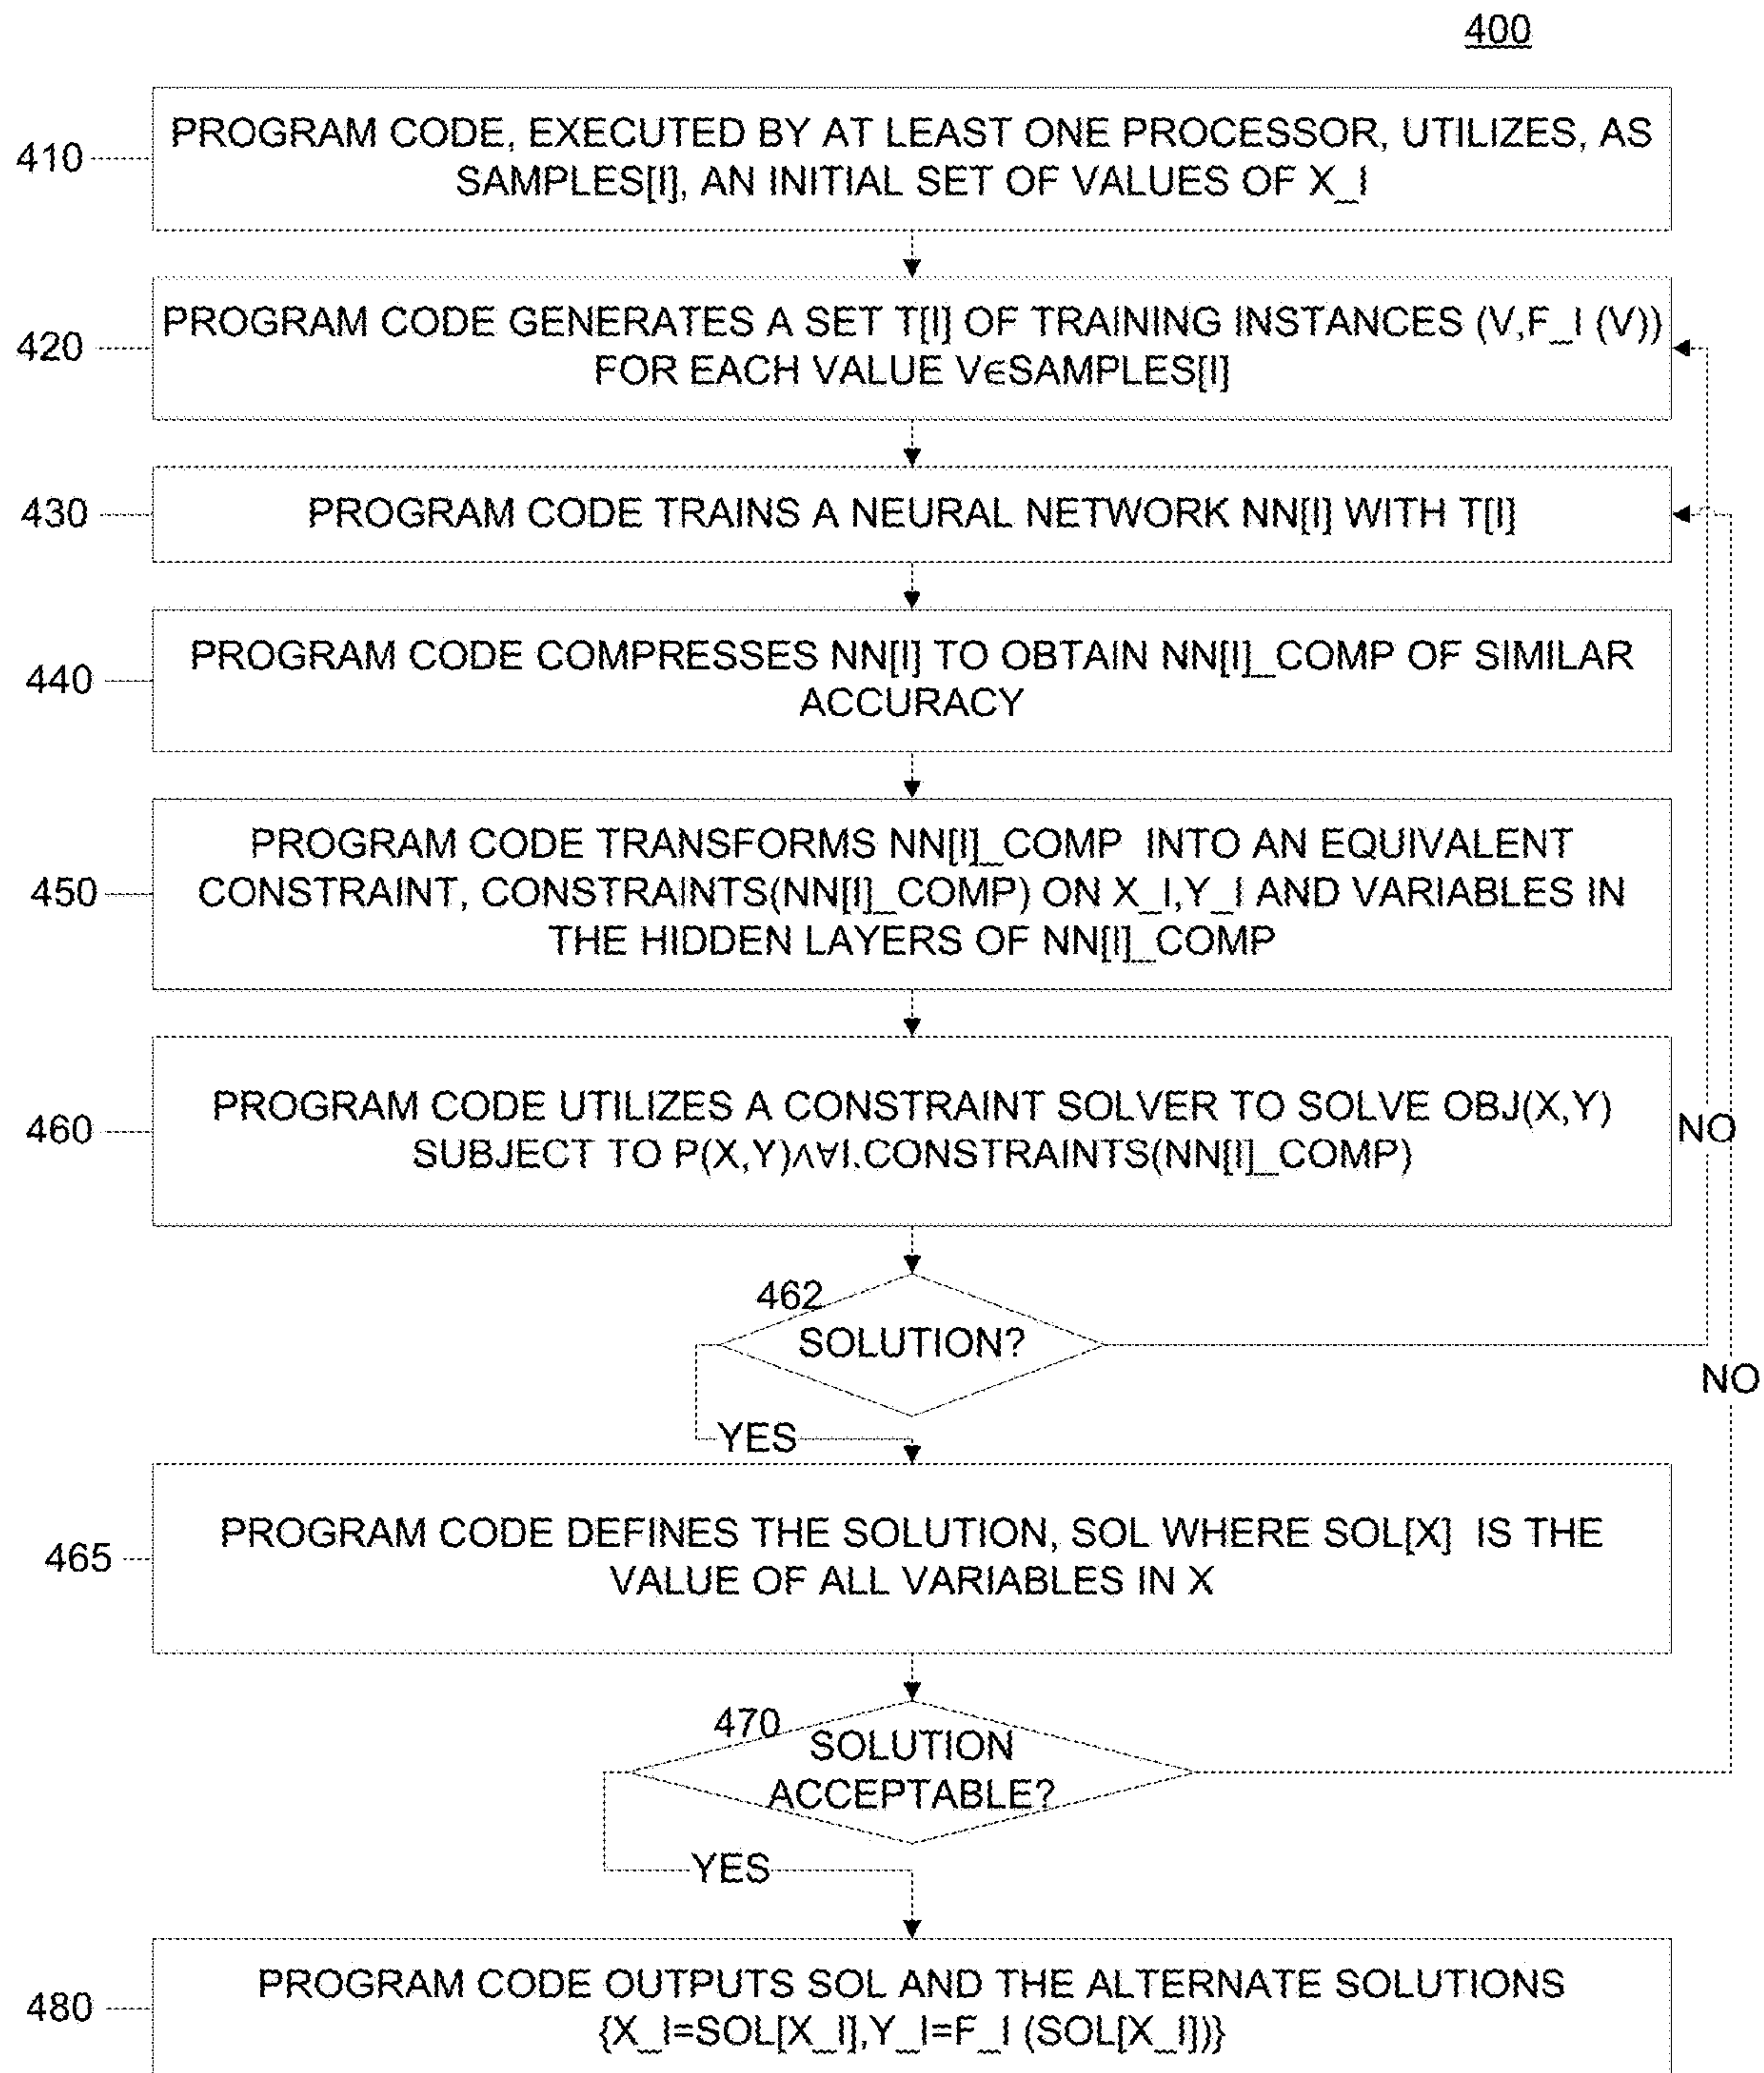 400
410
PROGRAM CODE, EXECUTED BY AT LEAST ONE PROCESSOR, UTILIZES, AS
SAMPLES[I], AN INITIAL SET OF VALUES OF X_I
420
PROGRAM CODE GENERATES A SET T[I] OF TRAINING INSTANCES (V,F_I (V))
FOR EACH VALUE V∈SAMPLES[I]
430
PROGRAM CODE TRAINS A NEURAL NETWORK NN[I] WITH T[I]
440
PROGRAM CODE COMPRESSES NN[I] TO OBTAIN NN[I]_COMP OF SIMILAR
ACCURACY
450
PROGRAM CODE TRANSFORMS NN[I]_COMP INTO AN EQUIVALENT
CONSTRAINT, CONSTRAINTS(NN[I]_COMP) ON X_I,Y_I AND VARIABLES IN
THE HIDDEN LAYERS OF NN[I]_COMP
460
PROGRAM CODE UTILIZES A CONSTRAINT SOLVER TO SOLVE OBJ(X,Y)
SUBJECT TO P(X,Y)∧∀I.CONSTRAINTS(NN[I]_COMP)
NO
462
SOLUTION?
NO
YES
465
PROGRAM CODE DEFINES THE SOLUTION, SOL WHERE SOL[X] IS THE
VALUE OF ALL VARIABLES IN X
470
SOLUTION
ACCEPTABLE?
YES
480
PROGRAM CODE OUTPUTS SOL AND THE ALTERNATE SOLUTIONS
{X_I=SOL[X_I],Y_I=F_I (SOL[X_I])}